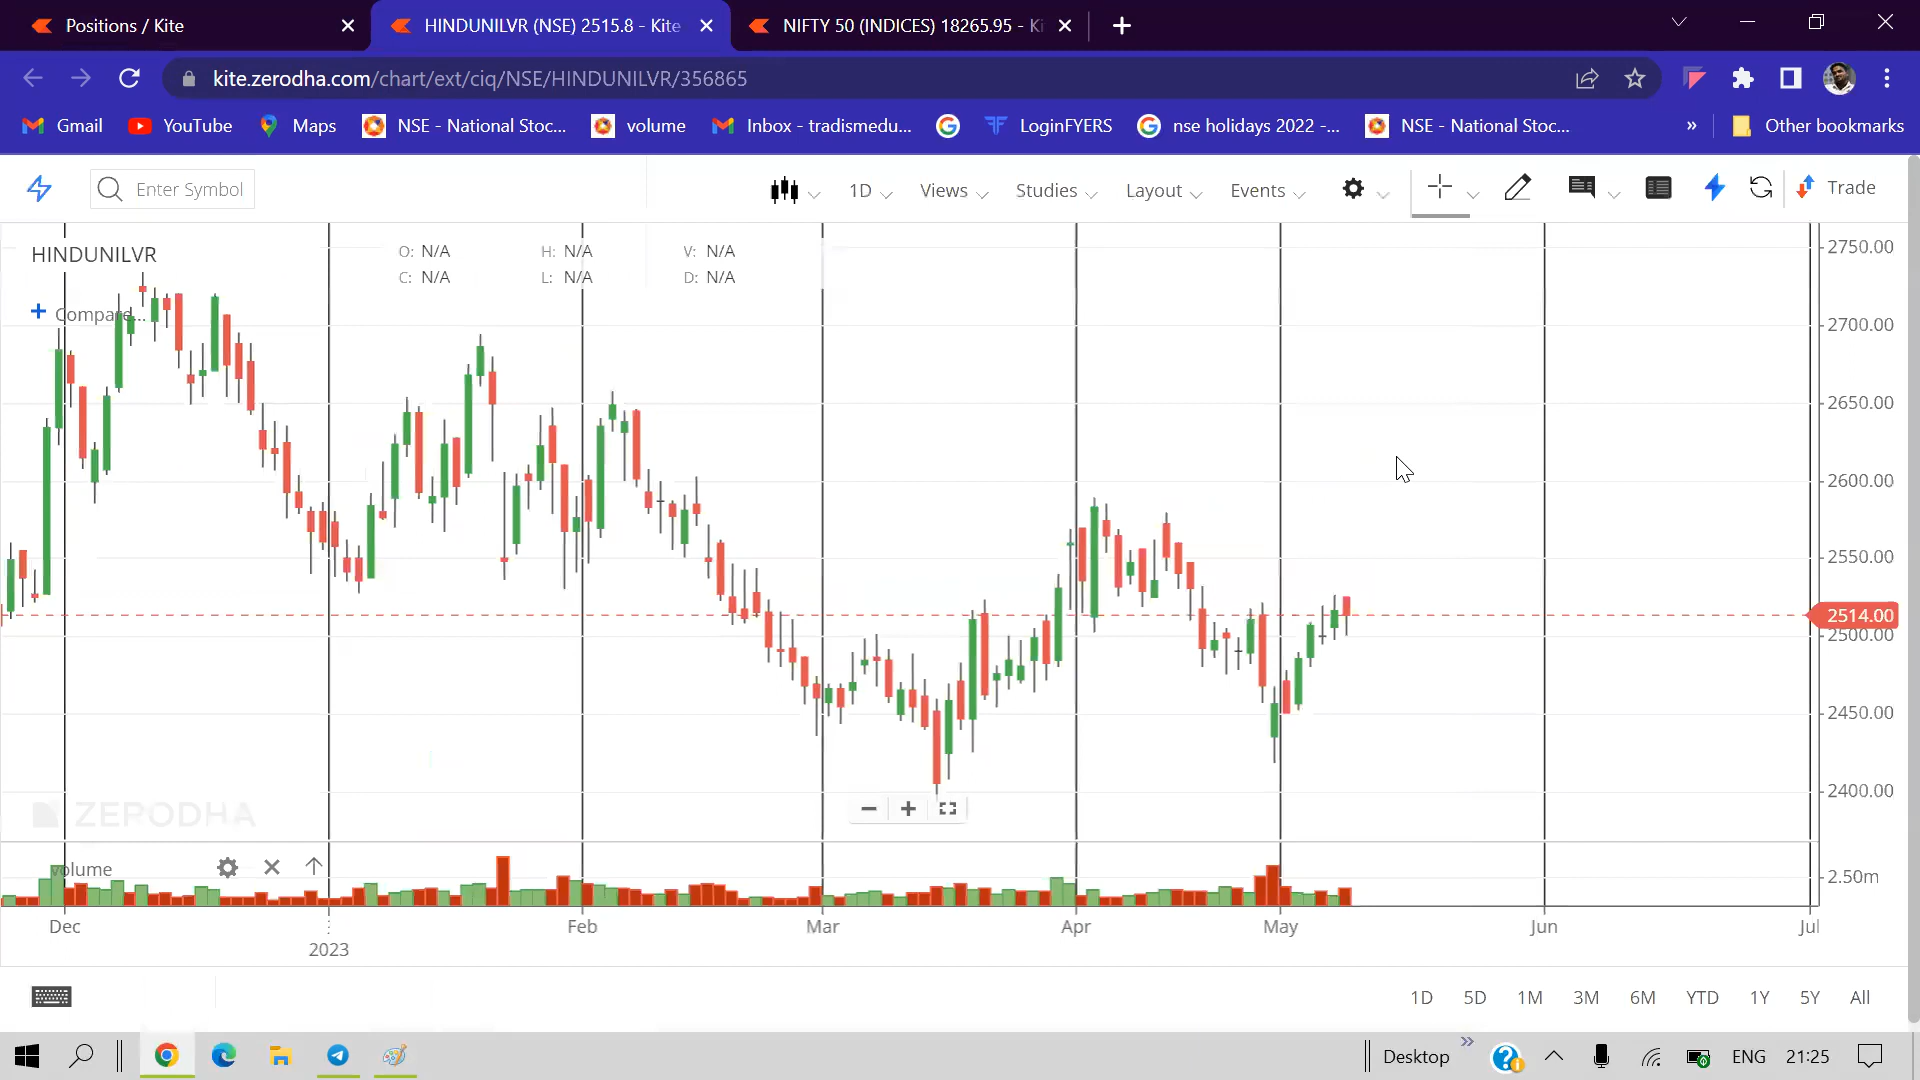 Positions / Kite
HINDUNILVR (NSE) 2515.8 - Kite
NIFTY 50 (INDICES) 18265.95 - Ki
kite.zerodha.com/chart/ext/ciq/NSE/HINDUNILVR/356865
Gmail YouTube Maps NSE - National Stoc... volume Inbox - tradismedu... LoginFYERS nse holidays 2022 -... NSE - National Stoc... » Other bookmarks
Enter Symbol 1D Views Studies Layout Events Trade
HINDUNILVR
O: N/A H: N/A V: N/A
C: N/A L: N/A D: N/A
+ Compare...
2750.00
2700.00
2650.00
2600.00
2550.00
2514.00
2500.00
2450.00
2400.00
ZERODHA
volume
2.50m
Dec Feb Mar Apr May Jun Jul
2023
1D 5D 1M 3M 6M YTD 1Y 5Y All
Desktop » ENG 21:25